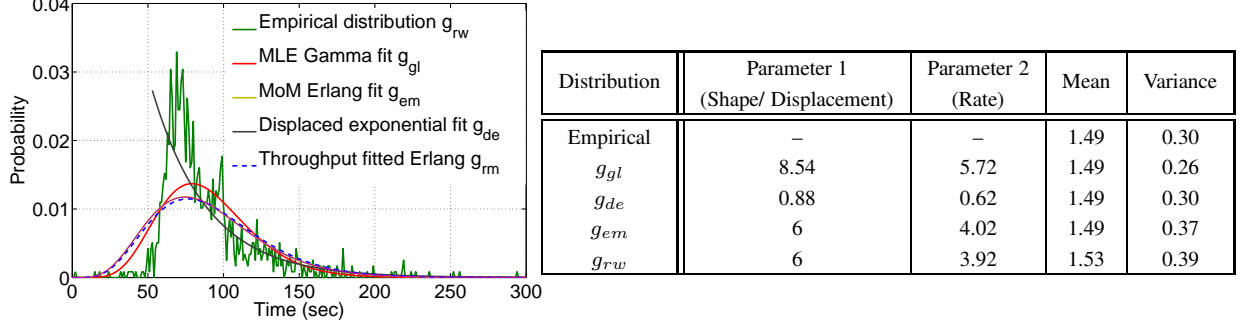 0.04
0.03
0.02
0.01
0
Probability
Empirical distribution g_rw
MLE Gamma fit g_gl
MoM Erlang fit g_em
Displaced exponential fit g_de
Throughput fitted Erlang g_rm
0 50 100 150 200 250 300
Time (sec)
Distribution Parameter 1 Parameter 2 Mean Variance
(Shape/ Displacement) (Rate)
Empirical – – 1.49 0.30
g_gl 8.54 5.72 1.49 0.26
g_de 0.88 0.62 1.49 0.30
g_em 6 4.02 1.49 0.37
g_rw 6 3.92 1.53 0.39